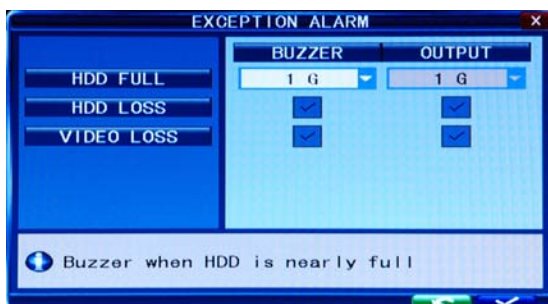 EXCEPTION ALARM
BUZZER OUTPUT
HDD FULL 1 G 1 G
HDD LOSS
VIDEO LOSS
Buzzer when HDD is nearly full